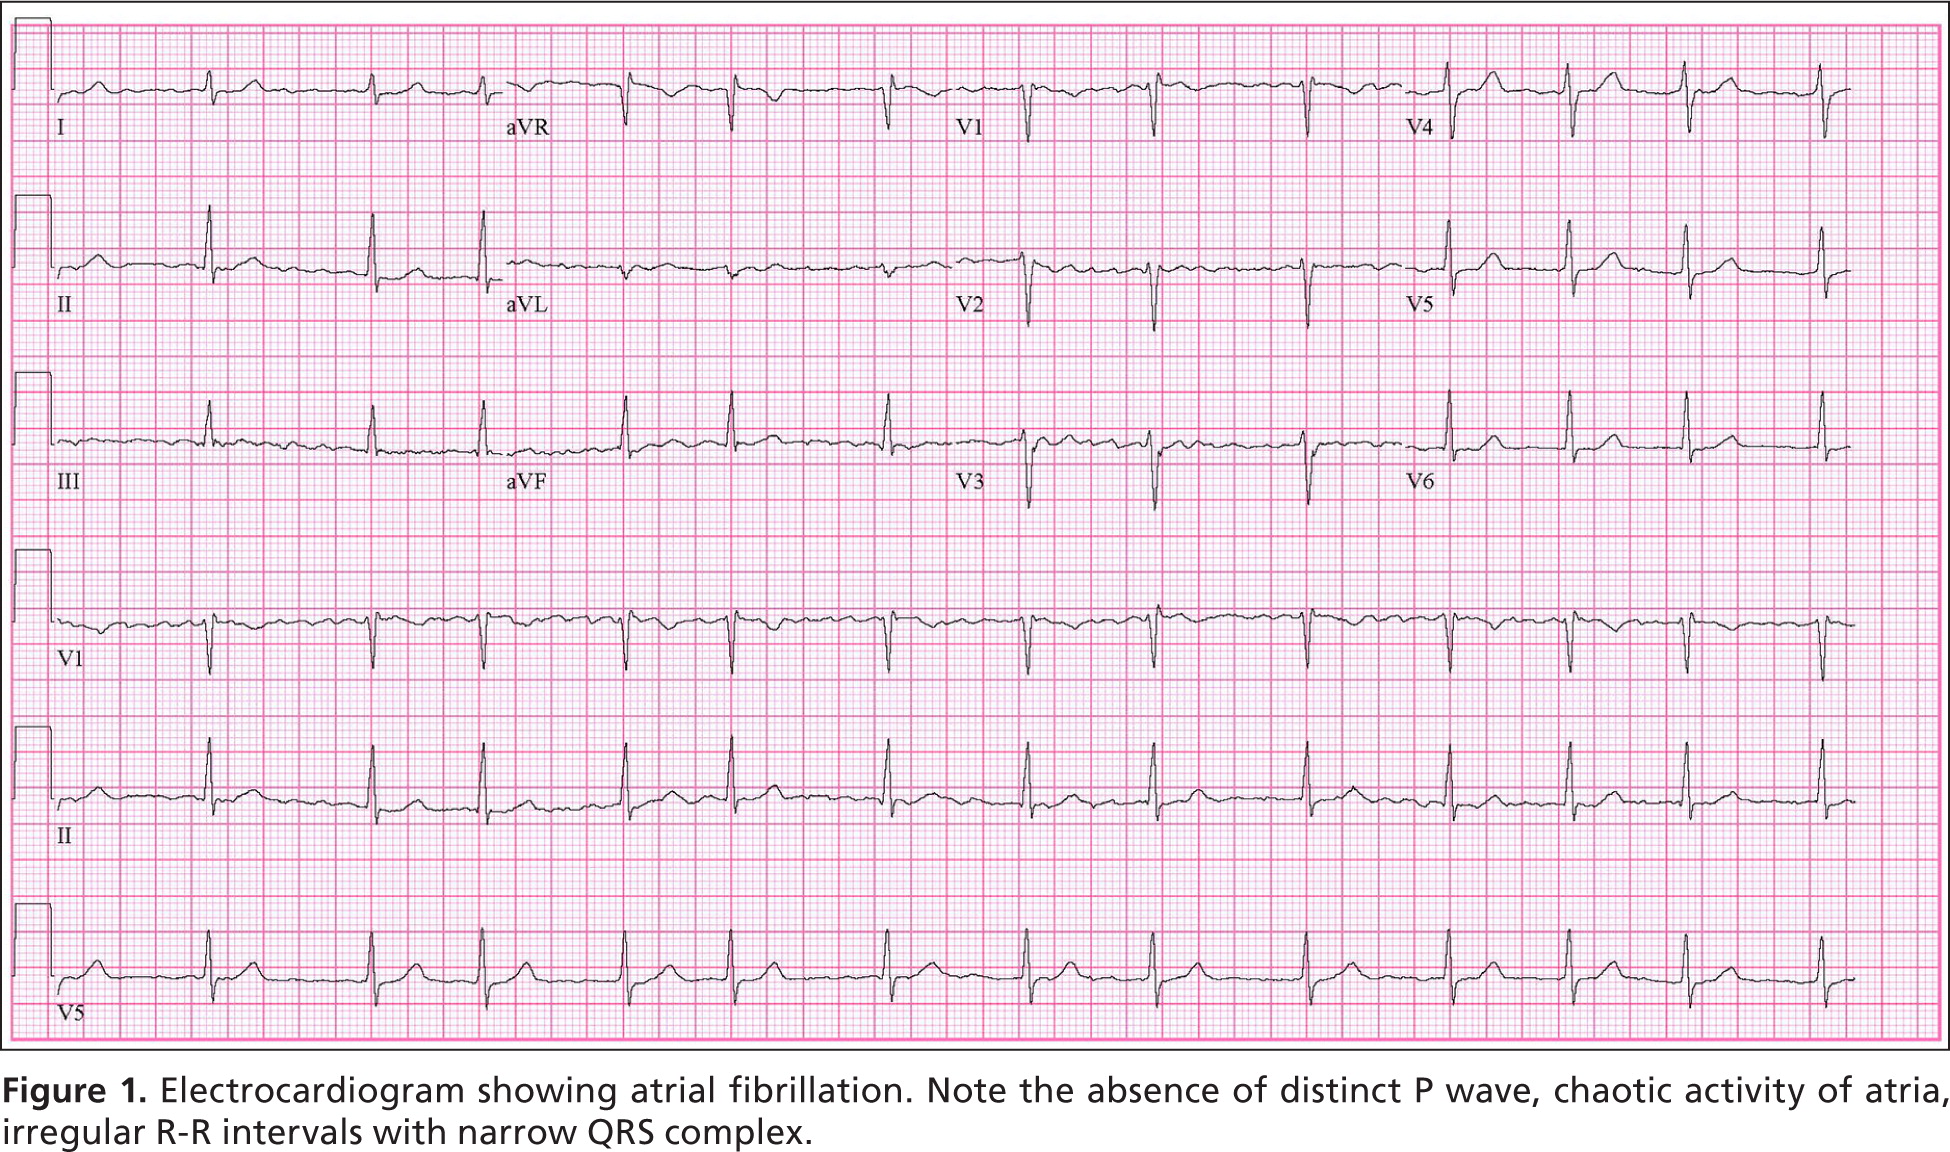 I aVR V1 V4
II aVL V2 V5
III aVF V3 V6
V1
II
V5
Figure 1. Electrocardiogram showing atrial fibrillation. Note the absence of distinct P wave, chaotic activity of atria,
irregular R-R intervals with narrow QRS complex.